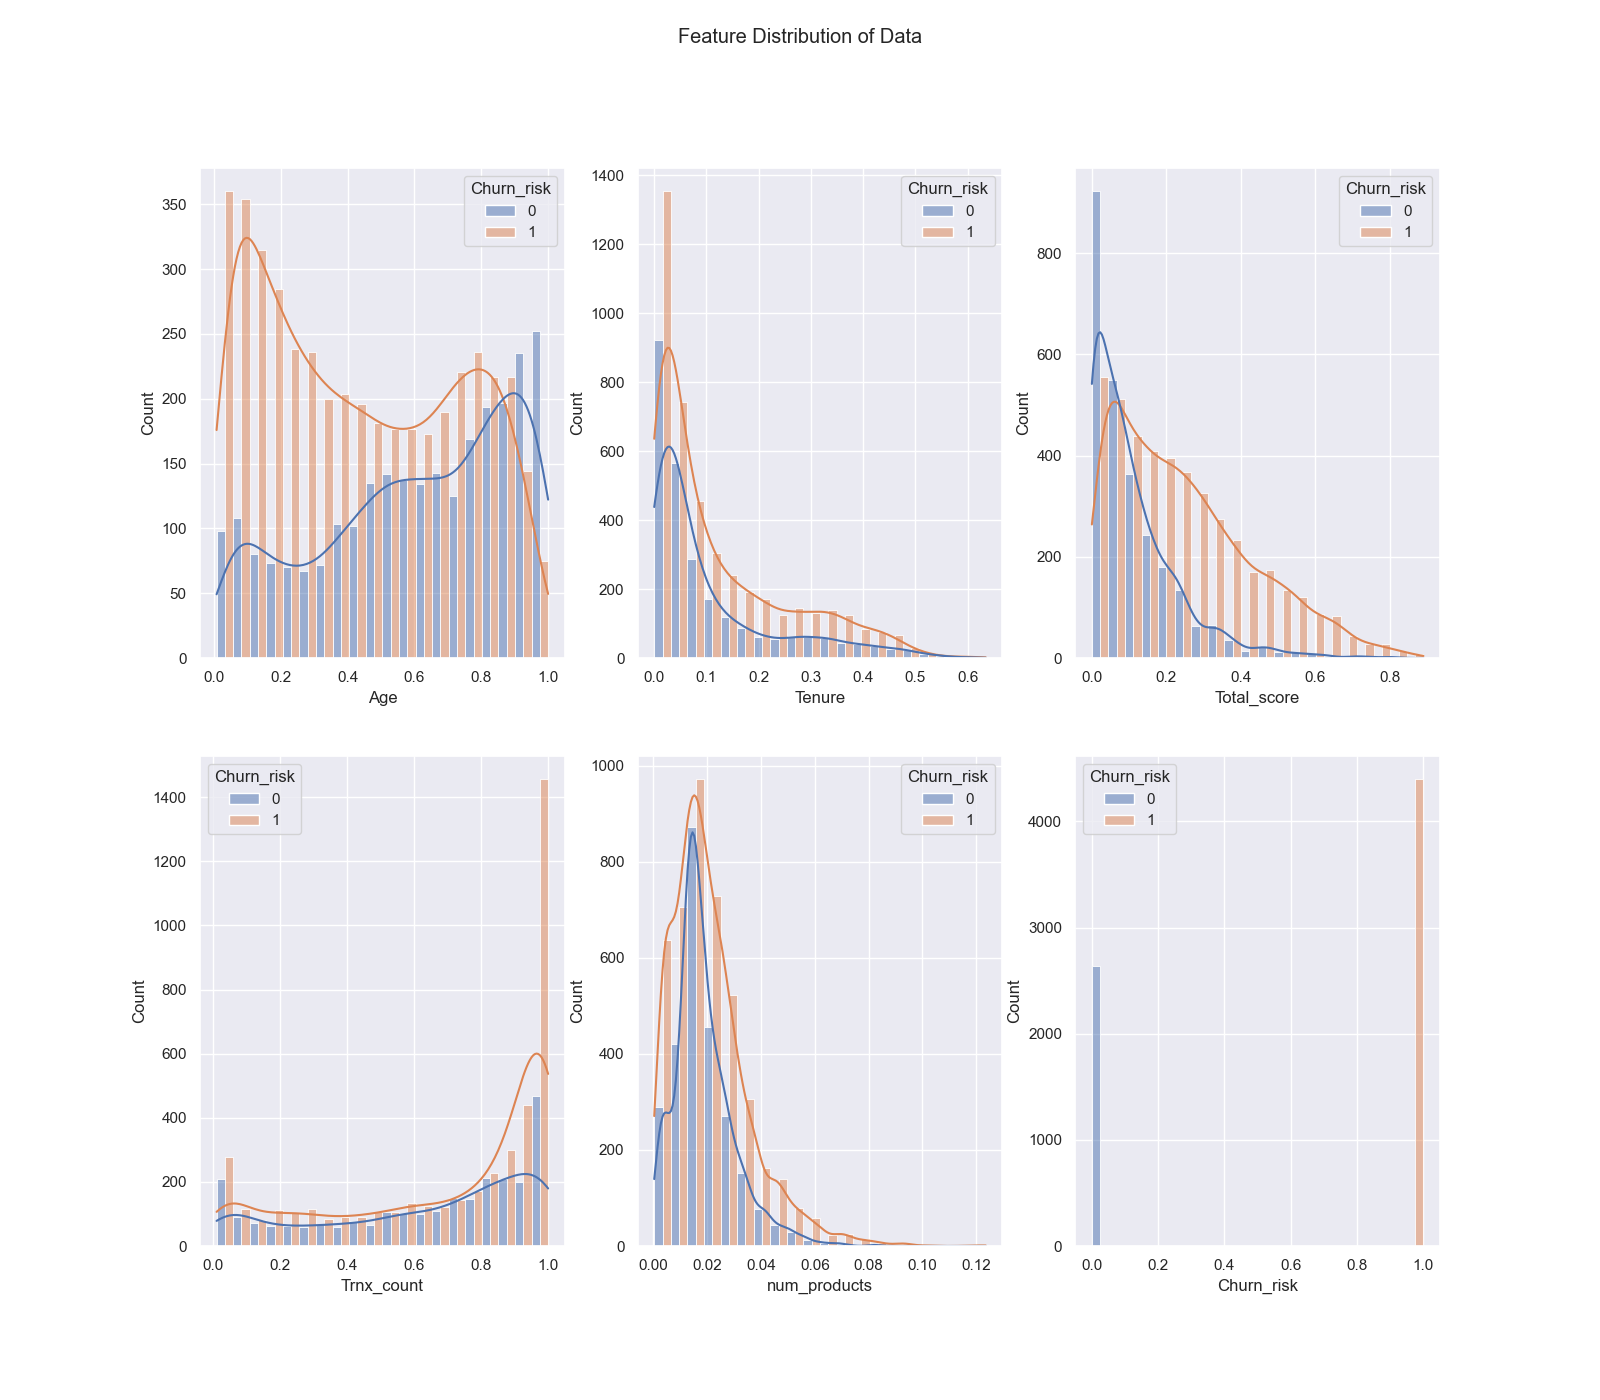 Feature Distribution of Data
Churn_risk
0
1
350
300
250
200
150
100
50
0
Count
0.0 0.2 0.4 0.6 0.8 1.0
Age
Churn_risk
0
1
1400
1200
1000
800
600
400
200
0
Count
0.0 0.1 0.2 0.3 0.4 0.5 0.6
Tenure
Churn_risk
0
1
800
600
400
200
0
Count
0.0 0.2 0.4 0.6 0.8
Total_score
Churn_risk
0
1
1400
1200
1000
800
600
400
200
0
Count
0.0 0.2 0.4 0.6 0.8 1.0
Trnx_count
Churn_risk
0
1
1000
800
600
400
200
0
Count
0.00 0.02 0.04 0.06 0.08 0.10 0.12
num_products
Churn_risk
0
1
4000
3000
2000
1000
0
Count
0.0 0.2 0.4 0.6 0.8 1.0
Churn_risk